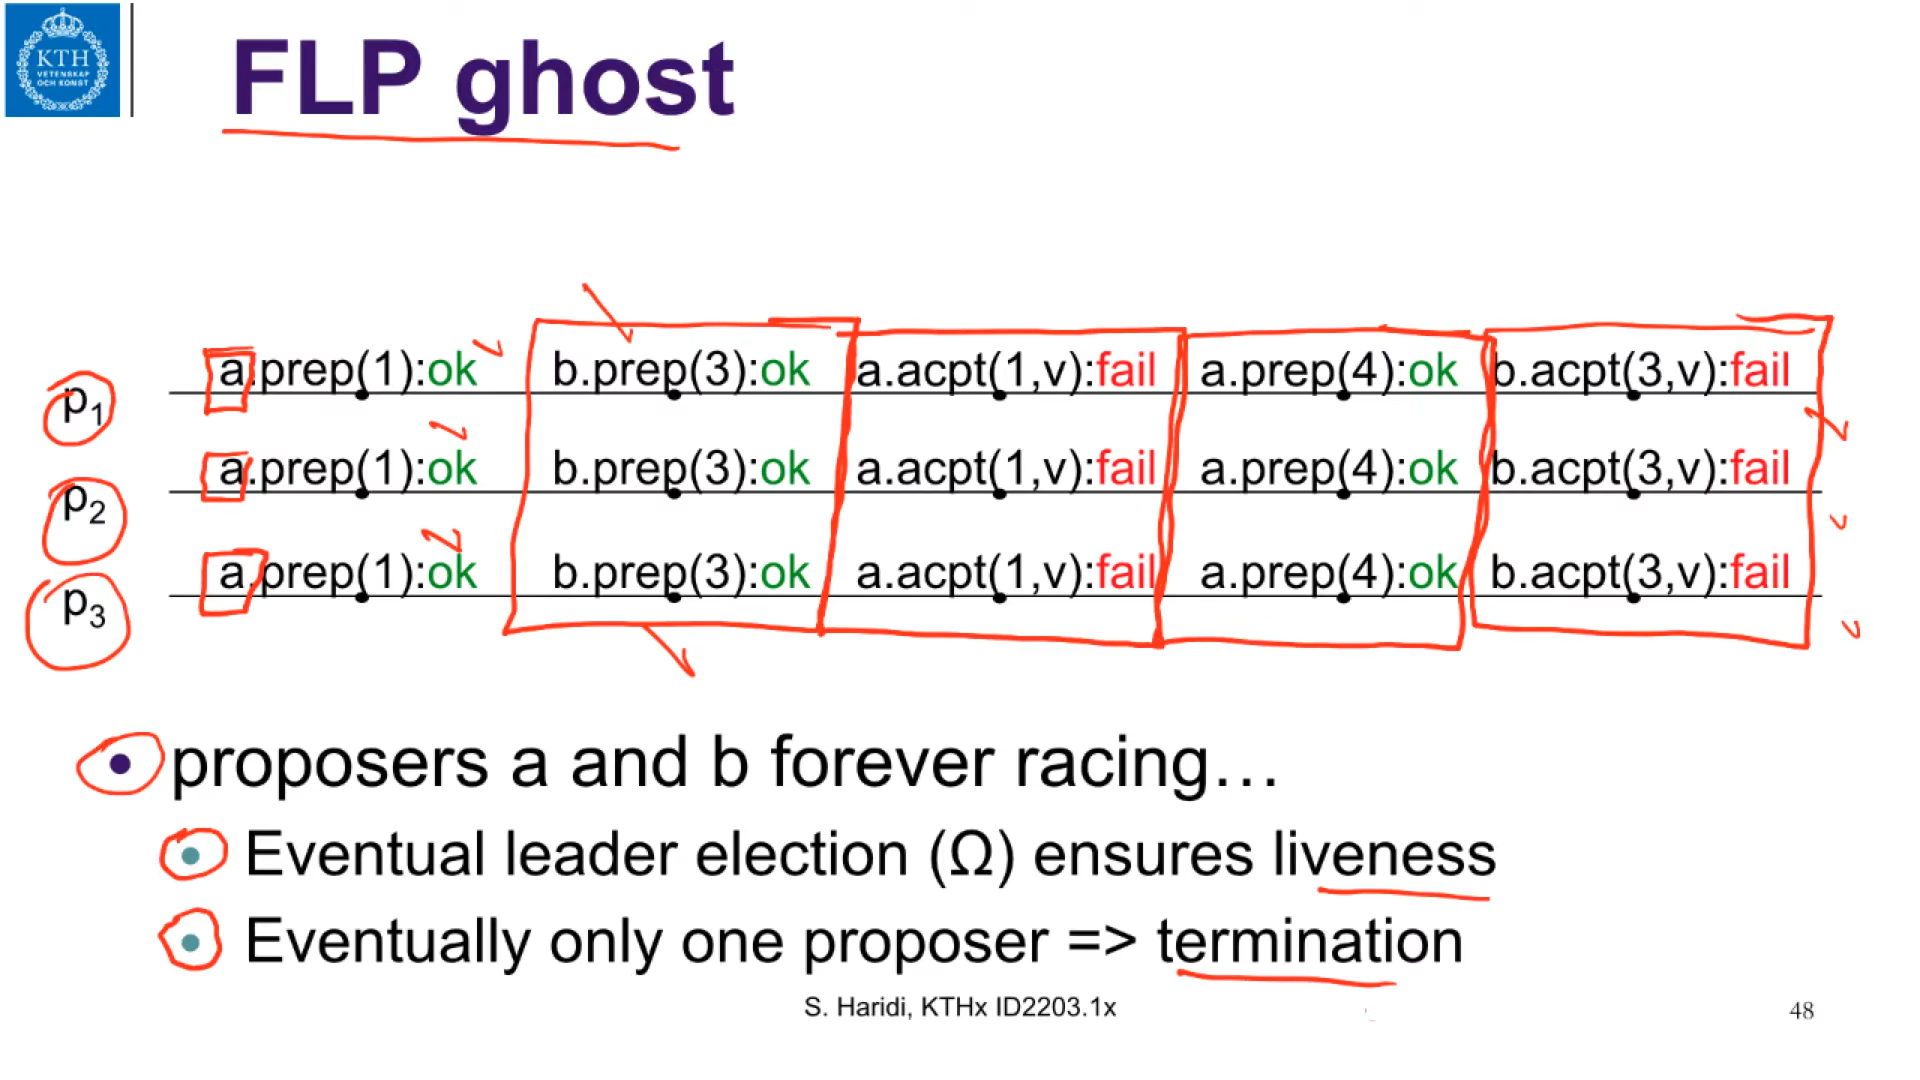 KTH
VETENSKAP
OCH KONST
FLP ghost
p1 a.prep(1):ok b.prep(3):ok a.acpt(1,v):fail a.prep(4):ok b.acpt(3,v):fail
p2 a.prep(1):ok b.prep(3):ok a.acpt(1,v):fail a.prep(4):ok b.acpt(3,v):fail
p3 a.prep(1):ok b.prep(3):ok a.acpt(1,v):fail a.prep(4):ok b.acpt(3,v):fail
• proposers a and b forever racing…
• Eventual leader election (Ω) ensures liveness
• Eventually only one proper => termination
S. Haridi, KTHx ID2203.1x
48